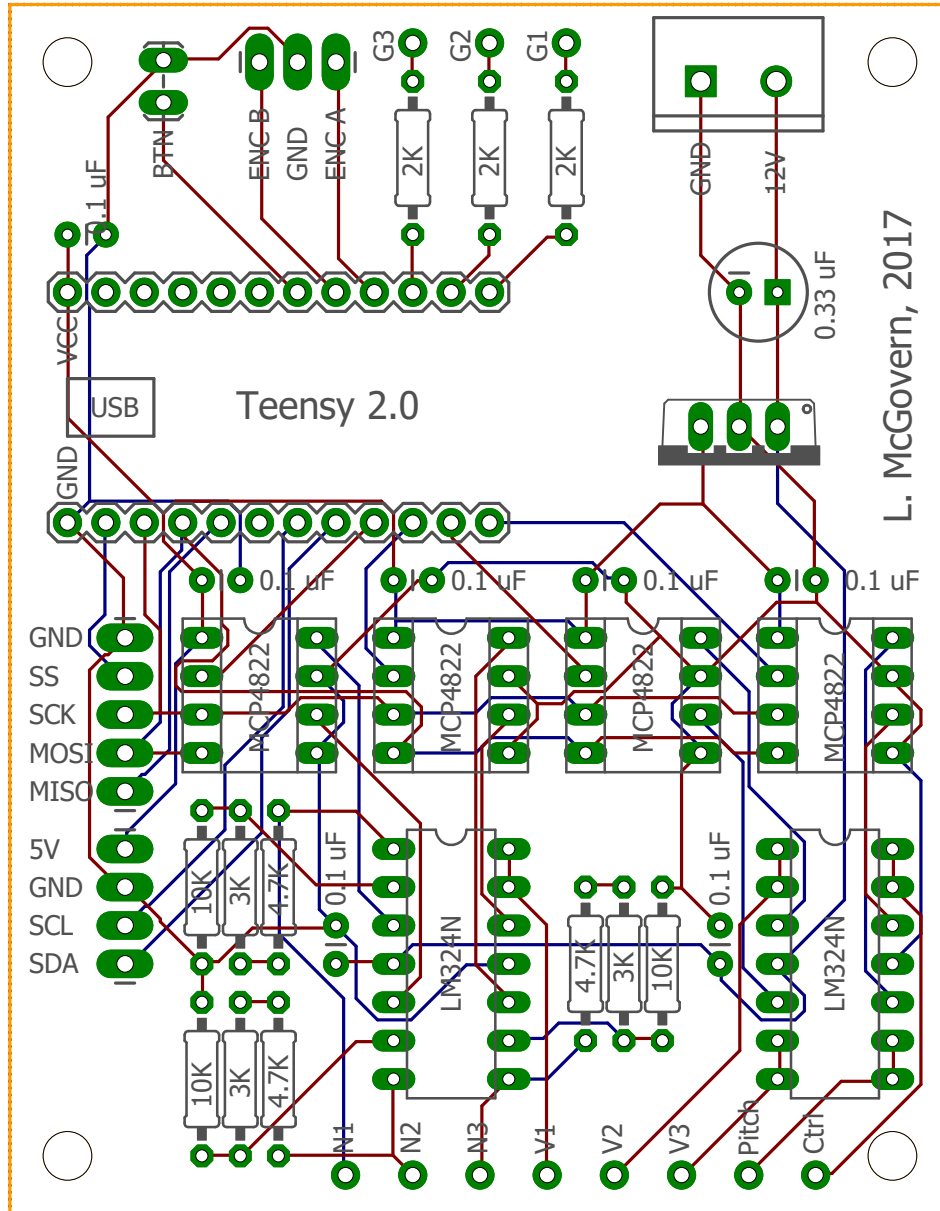 G3
G2
G1
BTN
ENC B
GND
ENC A
2K
2K
2K
GND
12V
0.1 uF
0.33 uF
L. McGovern, 2017
VCC
USB
Teensy 2.0
GND
0.1 uF
0.1 uF
0.1 uF
0.1 uF
GND
SS
SCK
MOSI
MISO
MCP4822
MCP4822
MCP4822
MCP4822
5V
GND
SCL
SDA
10K
3K
4.7K
0.1 uF
LM324N
4.7K
3K
10K
0.1 uF
LM324N
10K
3K
4.7K
N1
N2
N3
V1
V2
V3
Pitch
Ctrl